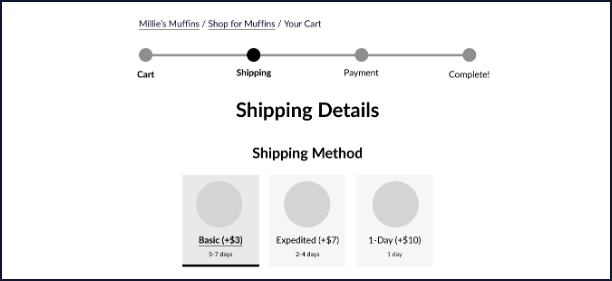 Millie's Muffins / Shop for Muffins / Your Cart
Cart Shipping Payment Complete!
Shipping Details
Shipping Method
Basic (+$3) Expedited (+$7) 1-Day (+$10)
5-7 days 2-4 days 1 day